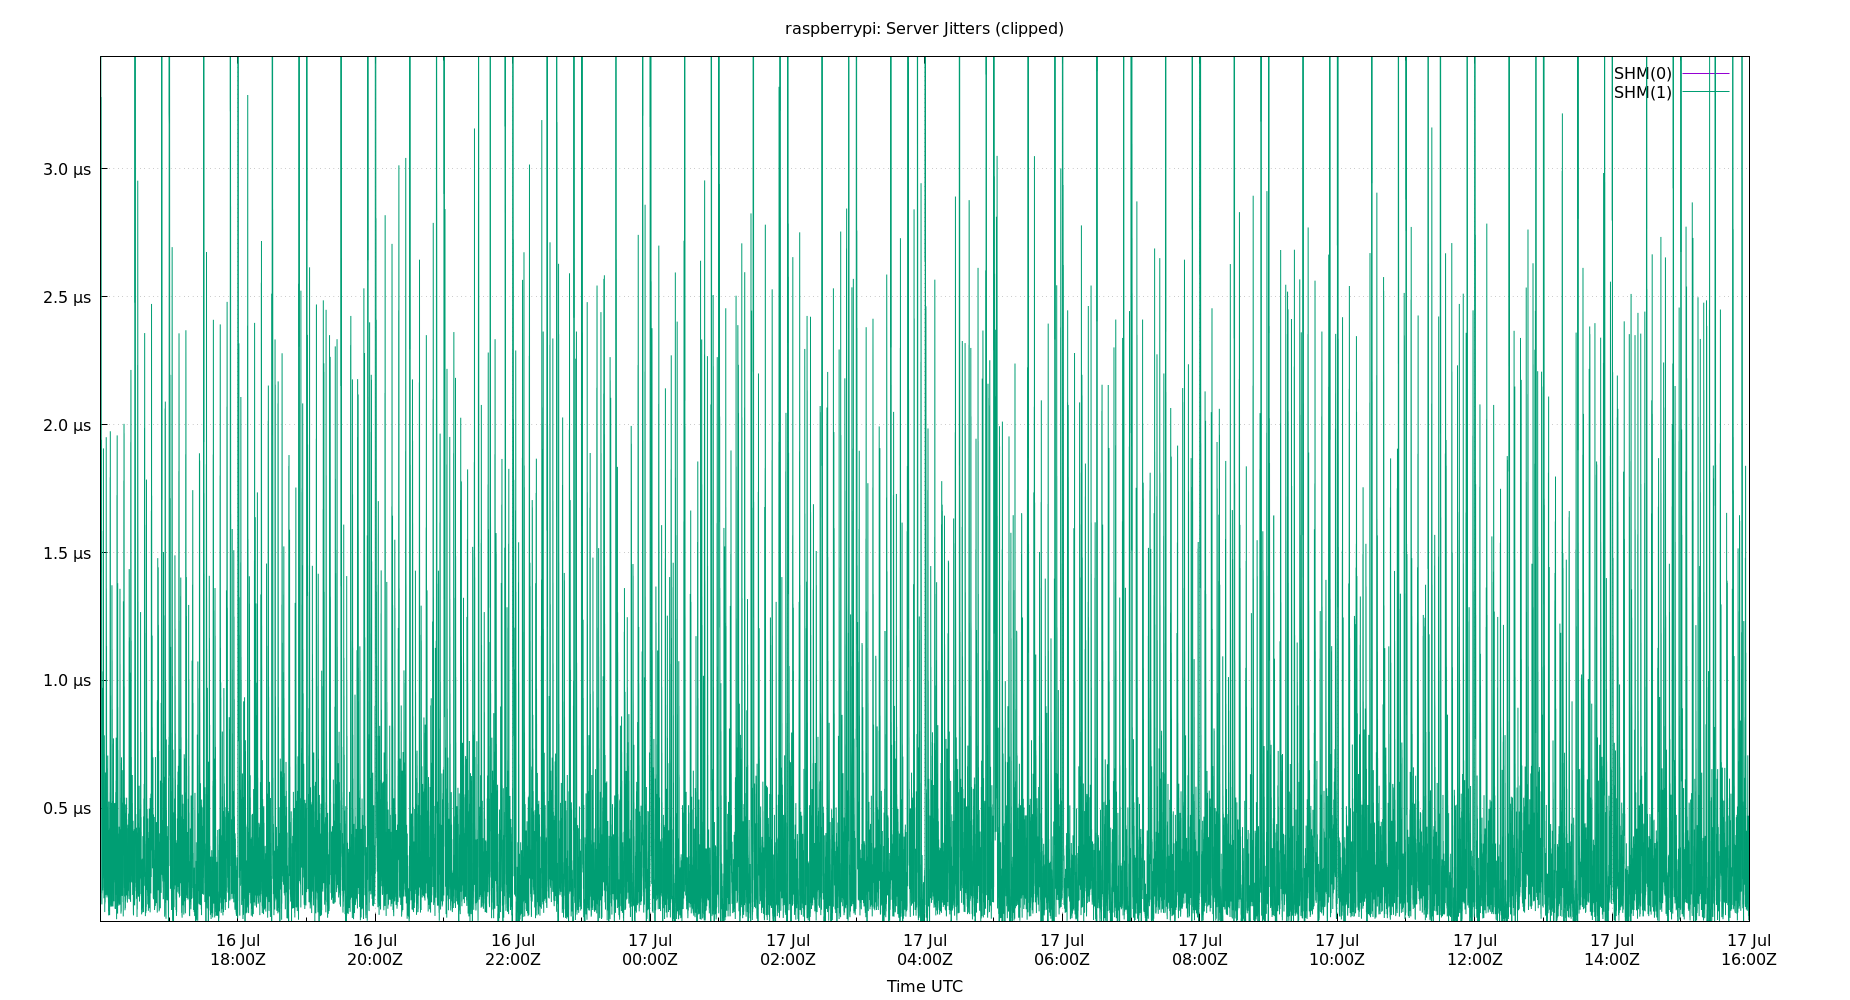 raspberrypi: Server Jitters (clipped)
SHM(0)
SHM(1)
3.0 µs
2.5 µs
2.0 µs
1.5 µs
1.0 µs
0.5 µs
16 Jul 16 Jul 16 Jul 17 Jul 17 Jul 17 Jul 17 Jul 17 Jul 17 Jul 17 Jul 17 Jul 17 Jul
18:00Z 20:00Z 22:00Z 00:00Z 02:00Z 04:00Z 06:00Z 08:00Z 10:00Z 12:00Z 14:00Z 16:00Z
Time UTC